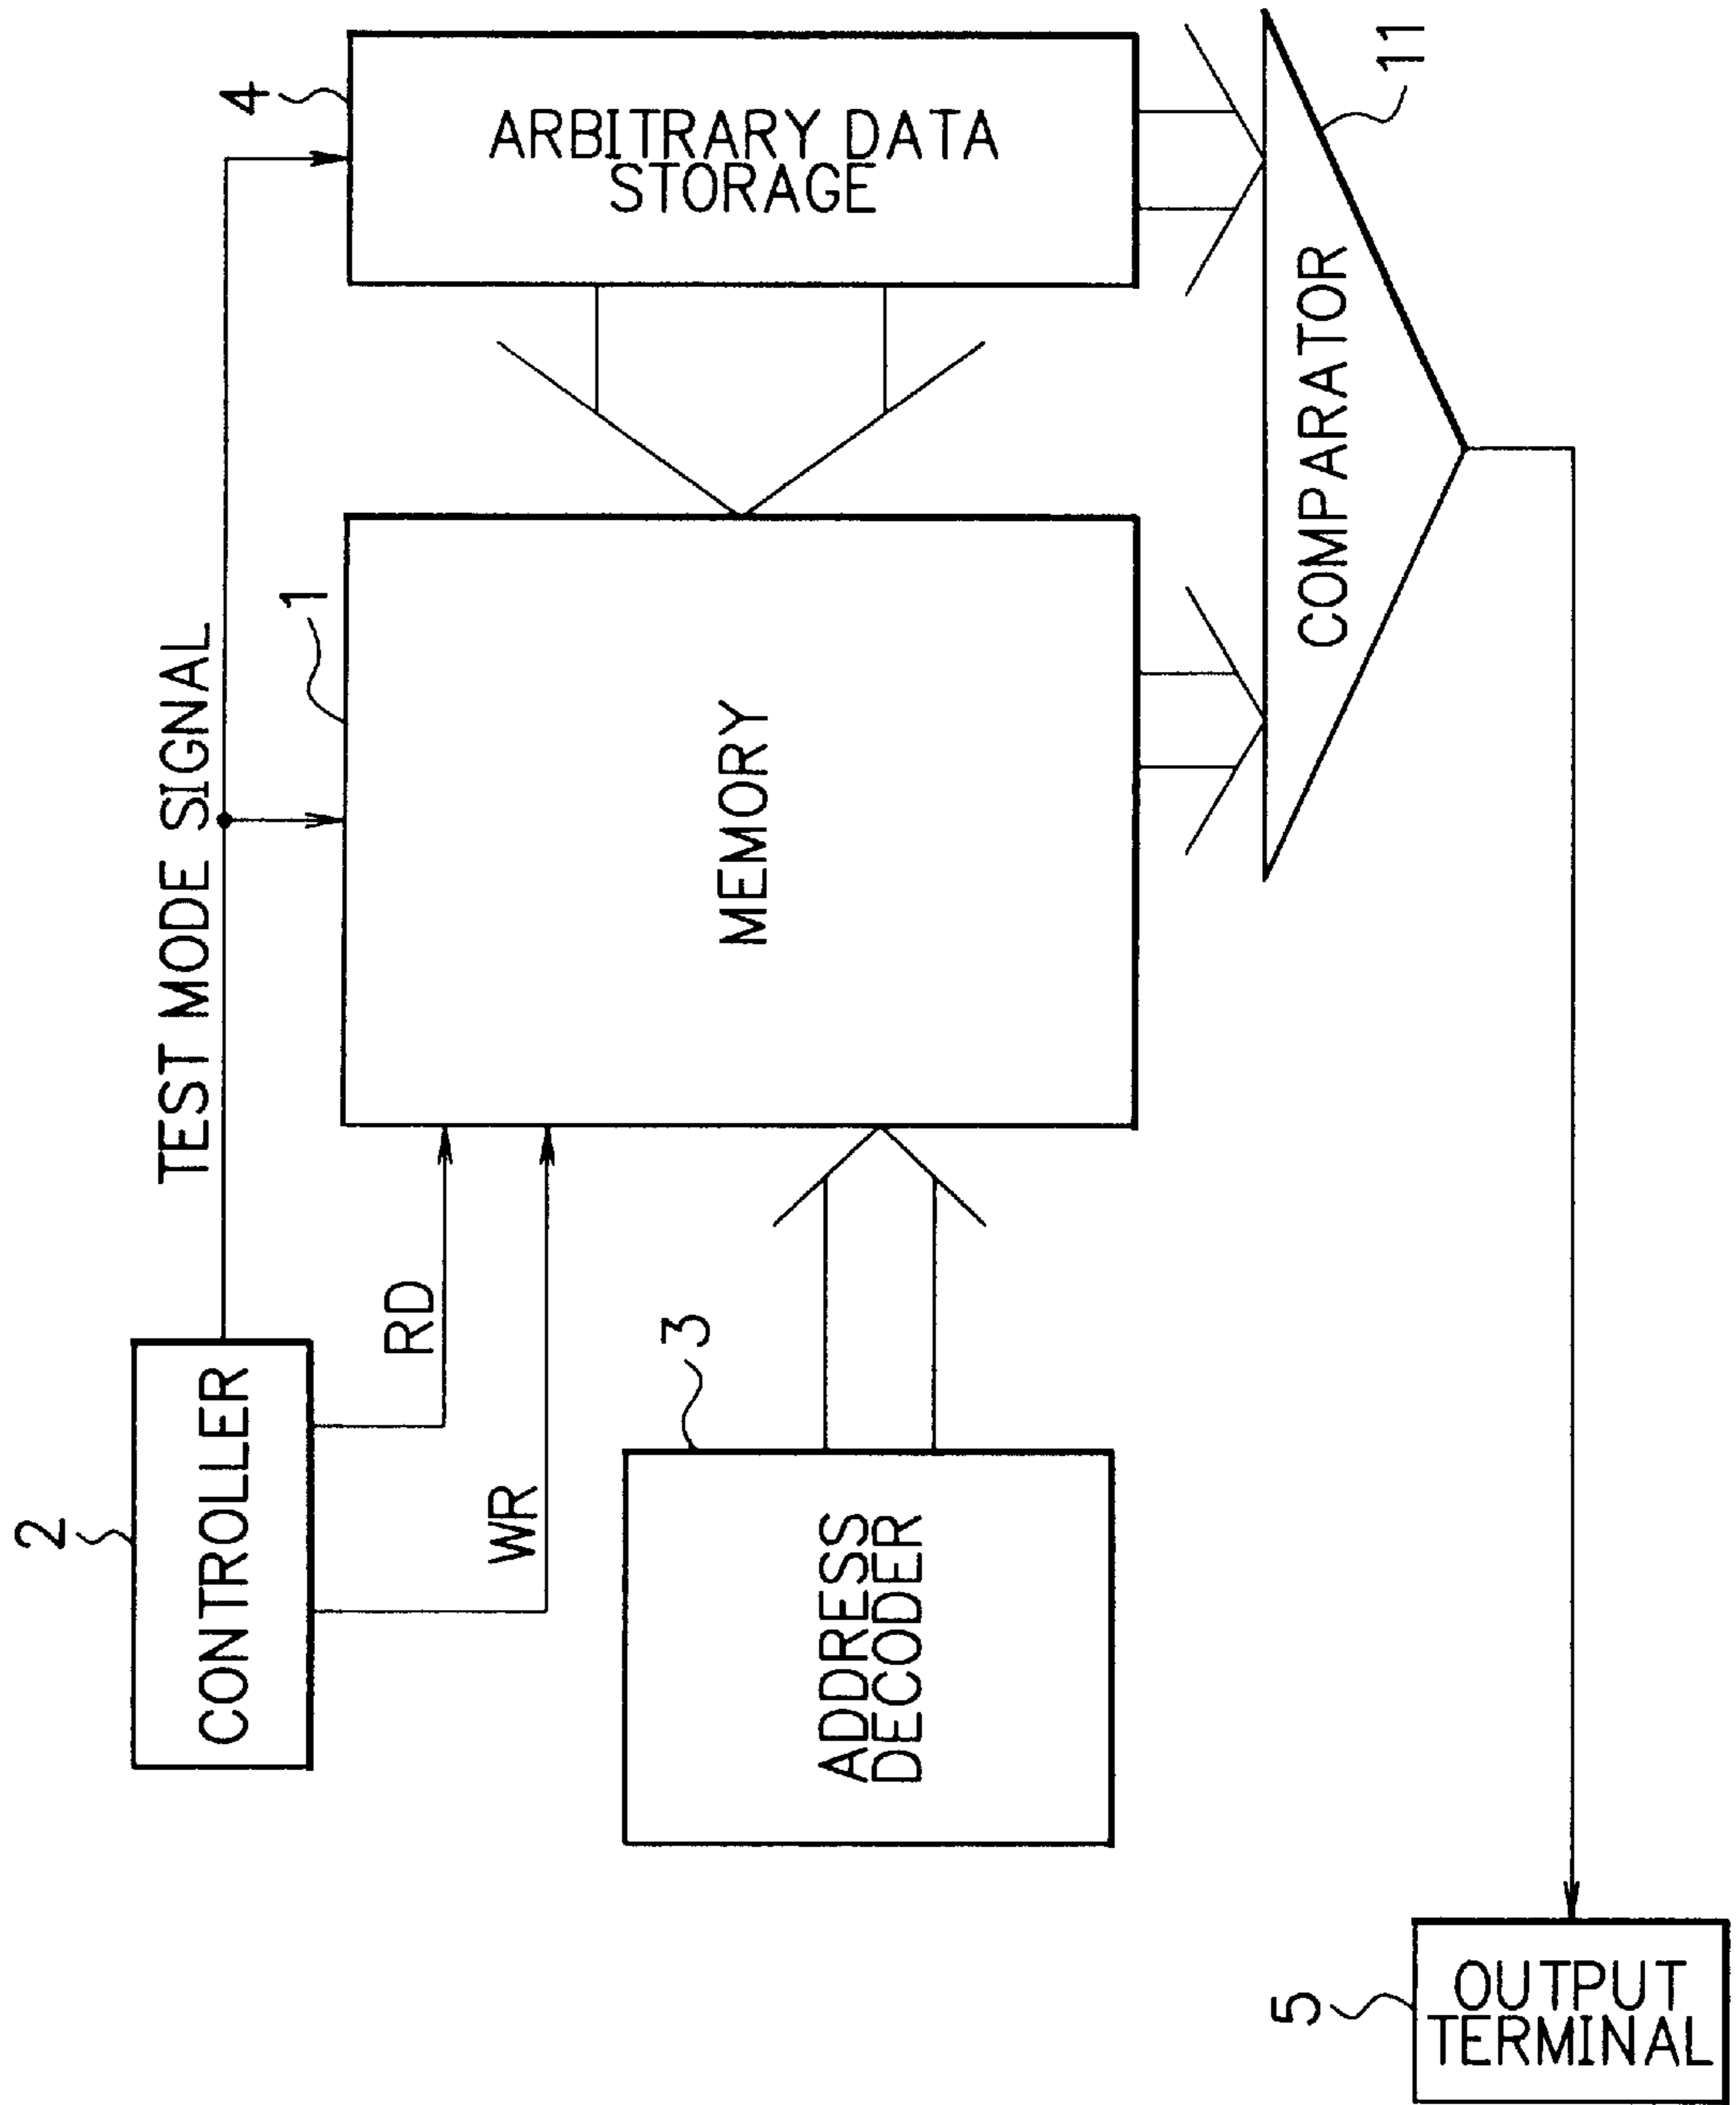 2
CONTROLLER
TEST MODE SIGNAL
RD
WR
1
MEMORY
4
ARBITRARY DATA
STORAGE
3
ADDRESS
DECODER
COMPARATOR
11
5
OUTPUT
TERMINAL